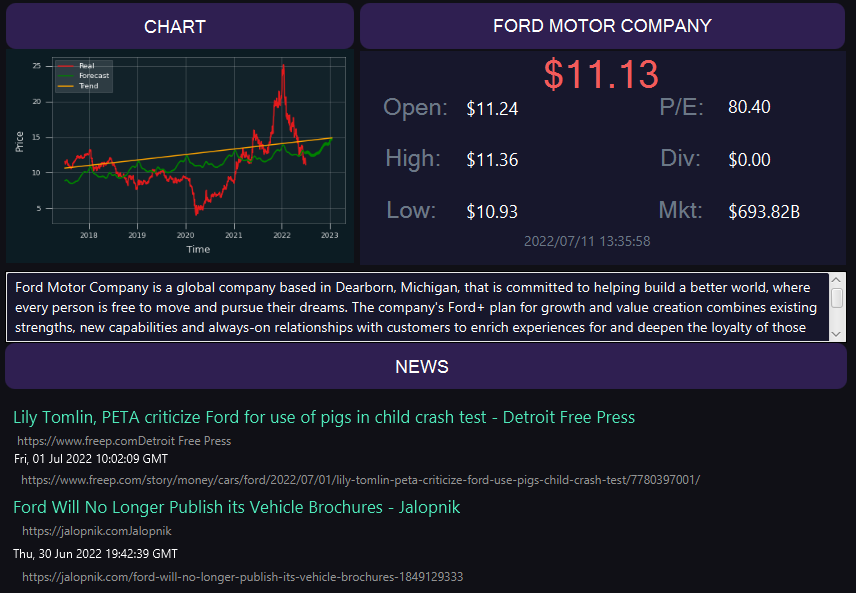 CHART
Real
Forecast
Trend
25
20
15
10
5
Price
2018 2019 2020 2021 2022 2023
Time
FORD MOTOR COMPANY
$11.13
Open: $11.24 P/E: 80.40
High: $11.36 Div: $0.00
Low: $10.93 Mkt: $693.82B
2022/07/11 13:35:58
Ford Motor Company is a global company based in Dearborn, Michigan, that is committed to helping build a better world, where
every person is free to move and pursue their dreams. The company's Ford+ plan for growth and value creation combines existing
strengths, new capabilities and always-on relationships with customers to enrich experiences for and deepen the loyalty of those
NEWS
Lily Tomlin, PETA criticize Ford for use of pigs in child crash test - Detroit Free Press
https://www.freep.comDetroit Free Press
Fri, 01 Jul 2022 10:02:09 GMT
https://www.freep.com/story/money/cars/ford/2022/07/01/lily-tomlin-peta-criticize-ford-use-pigs-child-crash-test/7780397001/
Ford Will No Longer Publish its Vehicle Brochures - Jalopnik
https://jalopnik.comJalopnik
Thu, 30 Jun 2022 19:42:39 GMT
https://jalopnik.com/ford-will-no-longer-publish-its-vehicle-brochures-1849129333